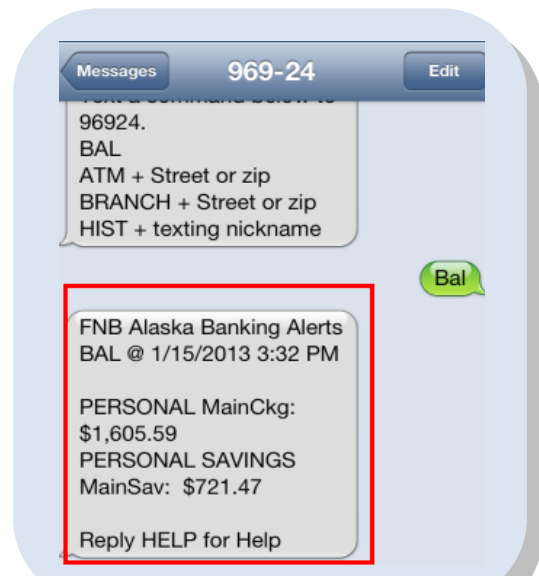 Messages
969-24
Edit
96924.
BAL
ATM + Street or zip
BRANCH + Street or zip
HIST + texting nickname
Bal
FNB Alaska Banking Alerts
BAL @ 1/15/2013 3:32 PM
PERSONAL MainCkg:
$1,605.59
PERSONAL SAVINGS
MainSav: $721.47
Reply HELP for Help